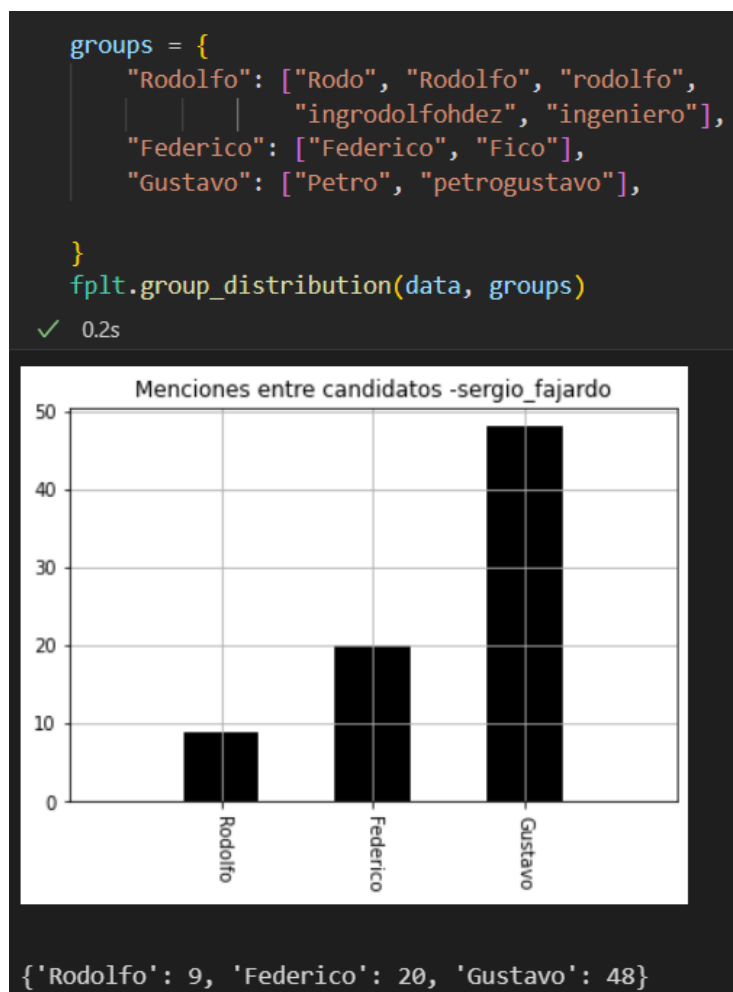 groups = {
"Rodolfo": ["Rodo", "Rodolfo", "rodolfo",
"ingrodolfohdez", "ingeniero"],
"Federico": ["Federico", "Fico"],
"Gustavo": ["Petro", "petrogustavo"],
}
fplt.group_distribution(data, groups)
✓ 0.2s
Menciones entre candidatos -sergio_fajardo
50
40
30
20
10
0
Rodolfo
Federico
Gustavo
{'Rodolfo': 9, 'Federico': 20, 'Gustavo': 48}